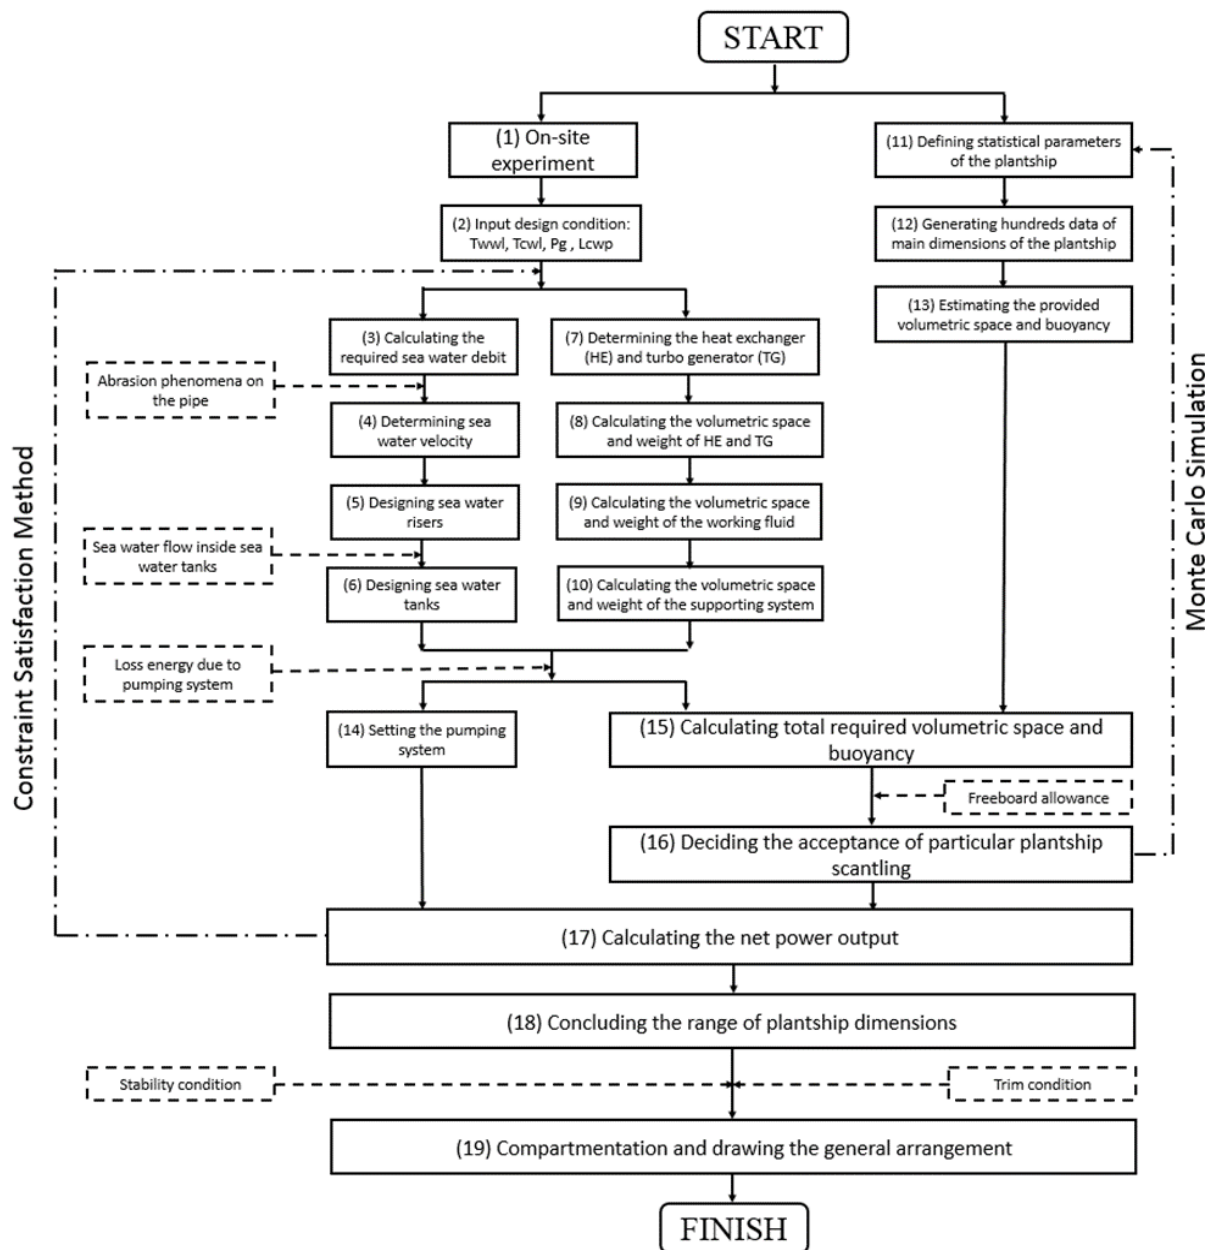 START
(1) On-site
experiment
(11) Defining statistical parameters
of the plantship
(2) Input design condition:
Twwl, Tcwl, Pg , Lcwp
(12) Generating hundreds data of
main dimensions of the plantship
(13) Estimating the provided
volumetric space and buoyancy
(3) Calculating the
required sea water debit
(7) Determining the heat exchanger
(HE) and turbo generator (TG)
Abrasion phenomena on
the pipe
(4) Determining sea
water velocity
(8) Calculating the volumetric space
and weight of HE and TG
(5) Designing sea water
risers
(9) Calculating the volumetric space
and weight of the working fluid
Sea water flow inside sea
water tanks
(6) Designing sea water
tanks
(10) Calculating the volumetric space
and weight of the supporting system
Loss energy due to
pumping system
(14) Setting the pumping
system
(15) Calculating total required volumetric space and
buoyancy
Freeboard allowance
(16) Deciding the acceptance of particular plantship
scantling
(17) Calculating the net power output
(18) Concluding the range of plantship dimensions
Stability condition
Trim condition
(19) Compartmentation and drawing the general arrangement
FINISH
Constraint Satisfaction Method
Monte Carlo Simulation